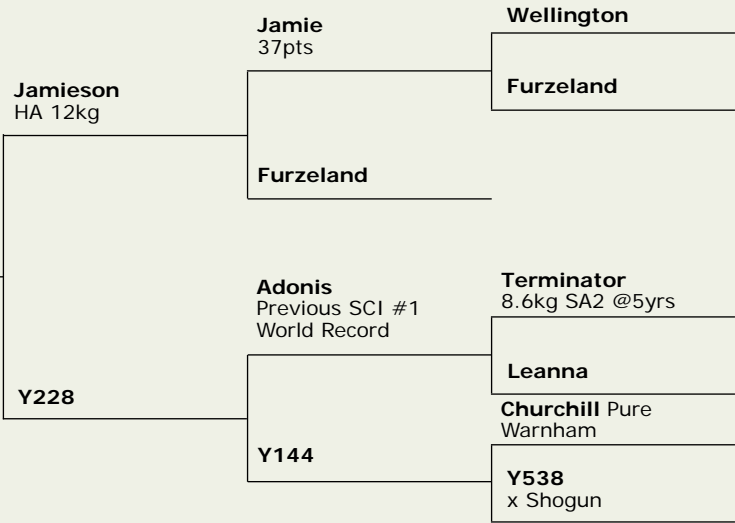 Jamieson
HA 12kg
Y228
Jamie
37pts
Furzeland
Adonis
Previous SCI #1
World Record
Y144
Wellington
Furzeland
Terminator
8.6kg SA2 @5yrs
Leanna
Churchill Pure
Warnham
Y538
x Shogun